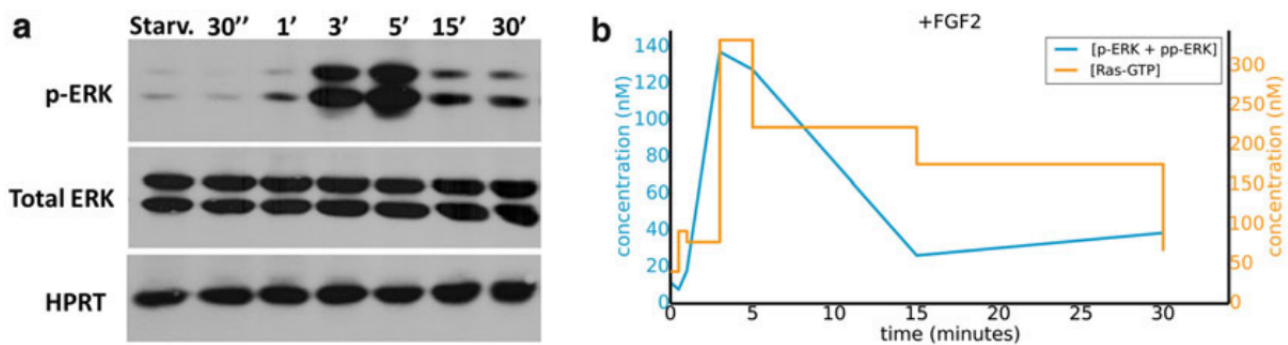 a
Starv. 30'' 1' 3' 5' 15' 30'
p-ERK
Total ERK
HPRT
b
+FGF2
[p-ERK + pp-ERK]
[Ras-GTP]
concentration (nM)
140
120
100
80
60
40
20
0
300
250
200
150
100
50
0
concentration (nM)
0 5 10 15 20 25 30
time (minutes)